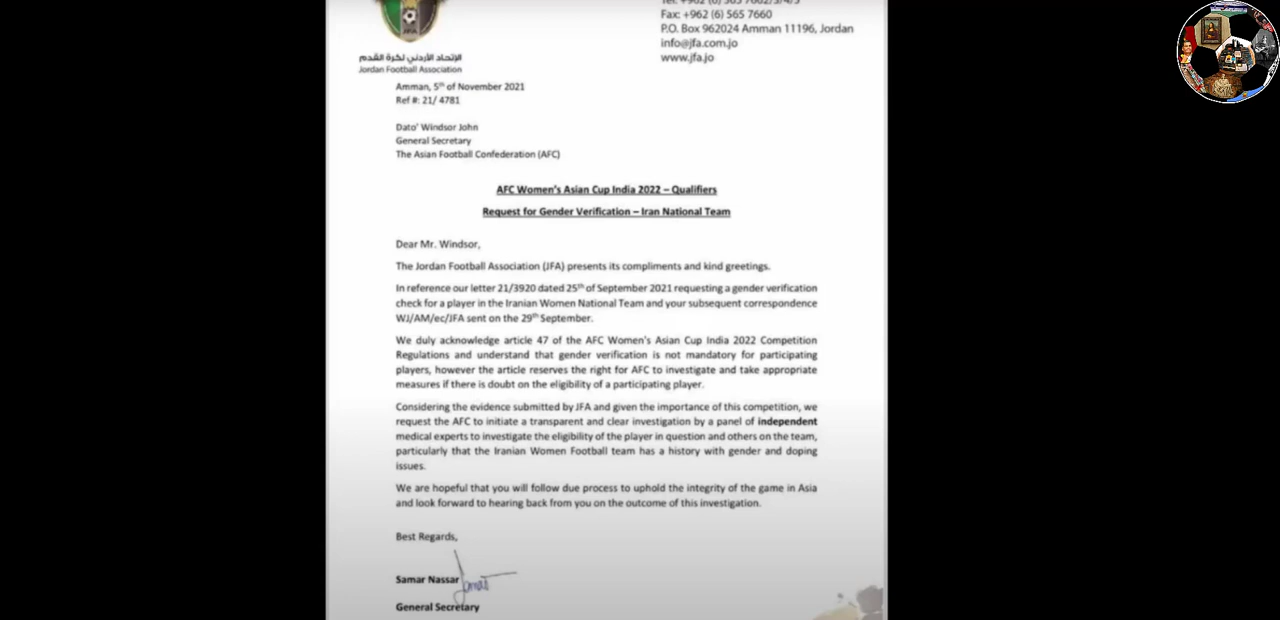 JFA
الإتحاد الأردني لكرة القدم
Jordan Football Association
Fax: +962 (6) 565 7660
P.O. Box 962024 Amman 11196, Jordan
info@jfa.com.jo
www.jfa.jo
Amman, 5th of November 2021
Ref #: 21/ 4781
Dato' Windsor John
General Secretary
The Asian Football Confederation (AFC)
AFC Women's Asian Cup India 2022 – Qualifiers
Request for Gender Verification – Iran National Team
Dear Mr. Windsor,
The Jordan Football Association (JFA) presents its compliments and kind greetings.
In reference our letter 21/3920 dated 25th of September 2021 requesting a gender verification
check for a player in the Iranian Women National Team and your subsequent correspondence
WJ/AM/ec/JFA sent on the 29th September.
We duly acknowledge article 47 of the AFC Women's Asian Cup India 2022 Competition
Regulations and understand that gender verification is not mandatory for participating
players, however the article reserves the right for AFC to investigate and take appropriate
measures if there is doubt on the eligibility of a participating player.
Considering the evidence submitted by JFA and given the importance of this competition, we
request the AFC to initiate a transparent and clear investigation by a panel of independent
medical experts to investigate the eligibility of the player in question and others on the team,
particularly that the Iranian Women Football team has a history with gender and doping
issues.
We are hopeful that you will follow due process to uphold the integrity of the game in Asia
and look forward to hearing back from you on the outcome of this investigation.
Best Regards,
Samar Nassar
General Secretary